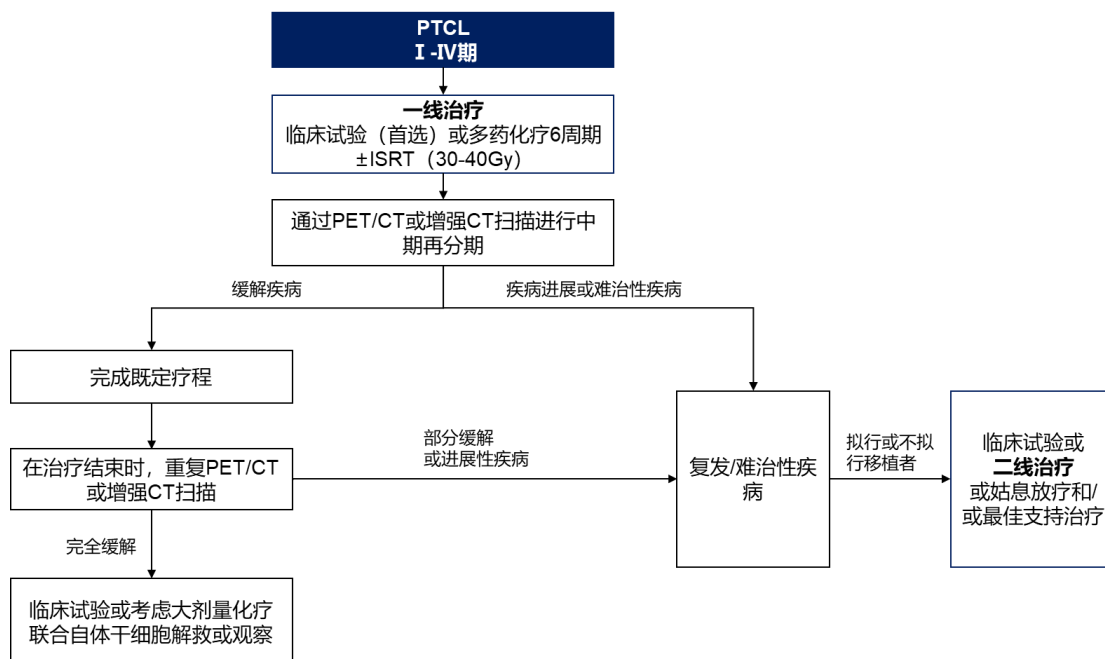 PTCL
Ⅰ-Ⅳ期
一线治疗
临床试验（首选）或多药化疗6周期
±ISRT（30-40Gy）
通过PET/CT或增强CT扫描进行中
期再分期
缓解疾病
疾病进展或难治性疾病
完成既定疗程
在治疗结束时，重复PET/CT
或增强CT扫描
部分缓解
或进展性疾病
复发/难治性疾
病
拟行或不拟
行移植者
临床试验或
二线治疗
或姑息放疗和/
或最佳支持治疗
完全缓解
临床试验或考虑大剂量化疗
联合自体干细胞解救或观察